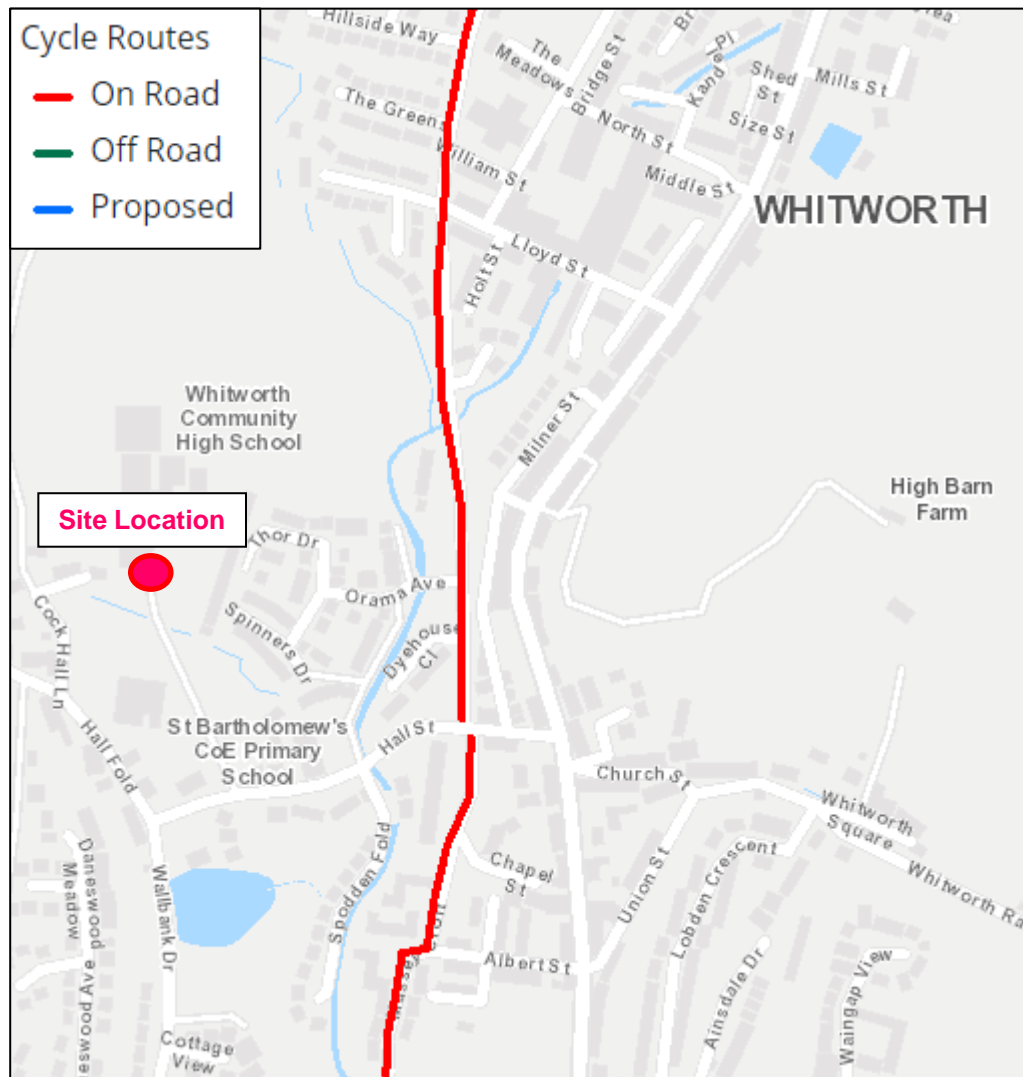 Cycle Routes
On Road
Off Road
Proposed
Hillside Way
The
Meadows
Bridge St
Pl
Shed
St
Mills St
Size St
The Greens
North St
William St
Middle St
WHITWORTH
Lloyd St
Holt St
Whitworth
Community
High School
Milner St
High Barn
Farm
Site Location
Thor Dr
Orama Ave
Cock Hall Ln
Spinners Dr
Dyehouse
Cl
St Bartholomew's
CoE Primary
School
Hall St
Hall Fold
Church St
Whitworth
Square
Whitworth Ra
Chapel
St
Union St
Lobden Crescent
Daneswood Ave
Meadow
Wallbank Dr
Spodden Fold
Albert St
Ainsdale Dr
Waingap View
Cottage
View